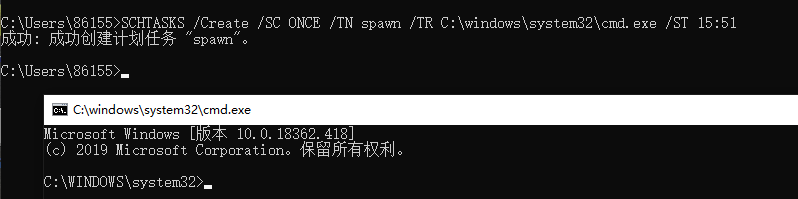 C:\Users\86155>SCHTASKS /Create /SC ONCE /TN spawn /TR C:\windows\system32\cmd.exe /ST 15:51
成功: 成功创建计划任务 "spawn"。
C:\Users\86155>
C:\windows\system32\cmd.exe
Microsoft Windows [版本 10.0.18362.418]
(c) 2019 Microsoft Corporation。保留所有权利。
C:\WINDOWS\system32>